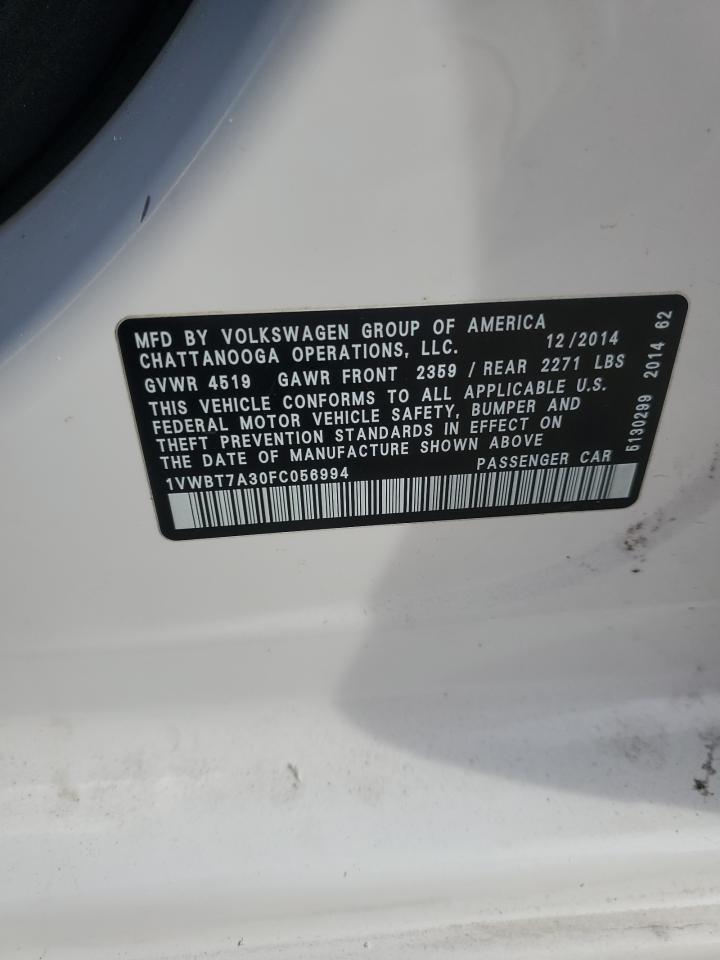 MFD BY VOLKSWAGEN GROUP OF AMERICA
CHATTANOOGA OPERATIONS, LLC. 12/2014
GVWR 4519 GAWR FRONT 2359 / REAR 2271 LBS
THIS VEHICLE CONFORMS TO ALL APPLICABLE U.S.
FEDERAL MOTOR VEHICLE SAFETY, BUMPER AND
THEFT PREVENTION STANDARDS IN EFFECT ON
THE DATE OF MANUFACTURE SHOWN ABOVE
1VWBT7A30FC056994 PASSENGER CAR
5130299 2014 62